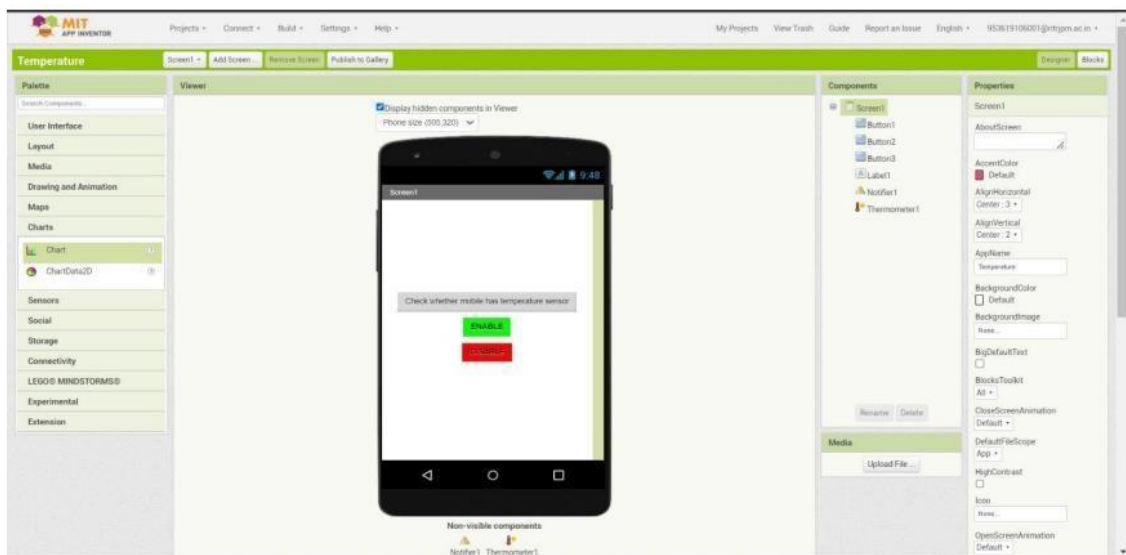 MIT
APP INVENTOR
Projects Connect Build Settings Help
My Projects View Trash Guide Report an Issue English
Temperature
Screen1 Add Screen ... Remove Screen Publish to Gallery
Designer Blocks
Palette
Search Components...
User Interface
Layout
Media
Drawing and Animation
Maps
Charts
Chart
ChartData2D
Sensors
Social
Storage
Connectivity
LEGO® MINDSTORMS®
Experimental
Extension
Viewer
Display hidden components in Viewer
Phone size (505,320)
9:48
Screen1
Check whether mobile has temperature sensor
ENABLE
DISABLE
Non-visible components
Notifier1 Thermometer1
Components
Screen1
Button1
Button2
Button3
Label1
Notifier1
Thermometer1
Rename Delete
Media
Upload File ...
Properties
Screen1
AboutScreen
AccentColor
Default
AlignHorizontal
Center : 3
AlignVertical
Center : 2
AppName
Temperature
BackgroundColor
Default
BackgroundImage
None...
BigDefaultText
BlocksToolkit
All
CloseScreenAnimation
Default
DefaultFileScope
App
HighContrast
Icon
None...
OpenScreenAnimation
Default